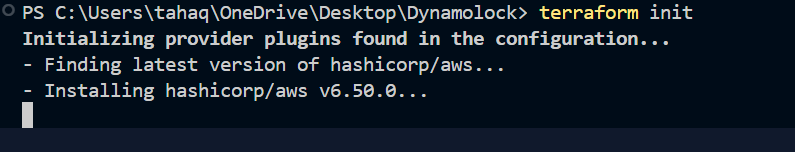 PS C:\Users\tahaq\OneDrive\Desktop\Dynamolock> terraform init
Initializing provider plugins found in the configuration...
- Finding latest version of hashicorp/aws...
- Installing hashicorp/aws v6.50.0...